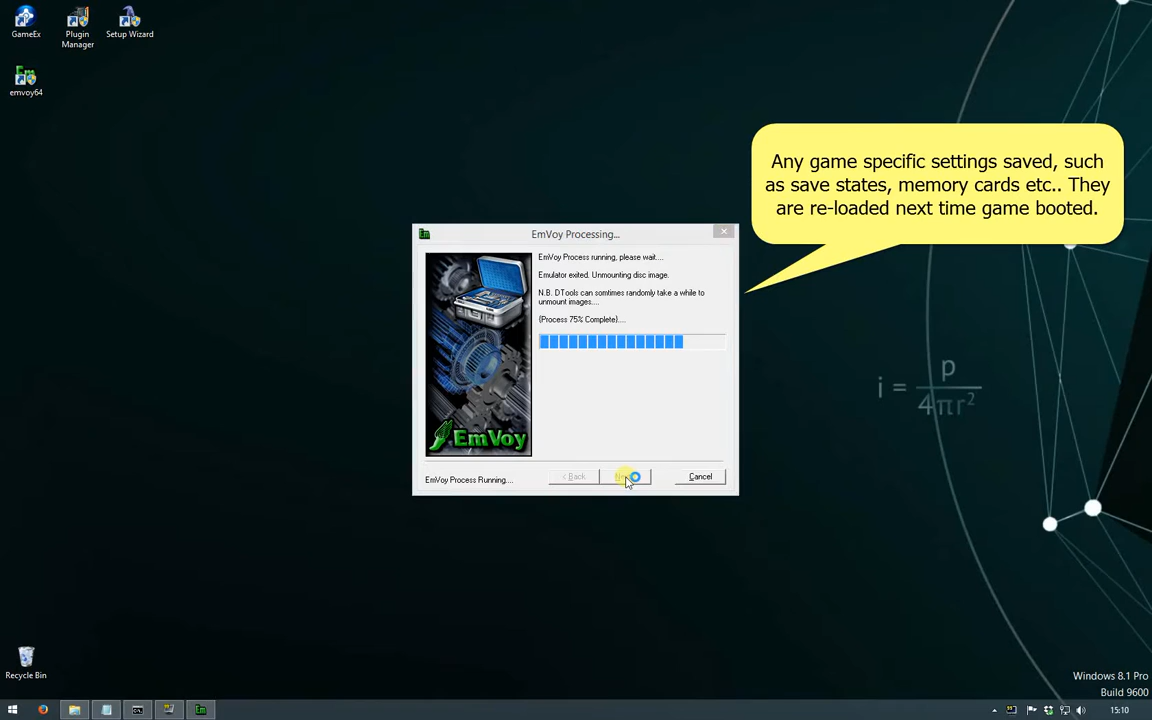 GameEx
Plugin
Manager
Setup Wizard
emvoy64
Any game specific settings saved, such
as save states, memory cards etc.. They
are re-loaded next time game booted.
EmVoy Processing...
EmVoy Process running, please wait....
Emulator exited. Unmounting disc image.
N.B. DTools can somtimes randomly take a while to
unmount images....
{Process 75% Complete}....
EmVoy
EmVoy Process Running....
< Back
Cancel
i = p
4πr²
Recycle Bin
Windows 8.1 Pro
Build 9600
15:10